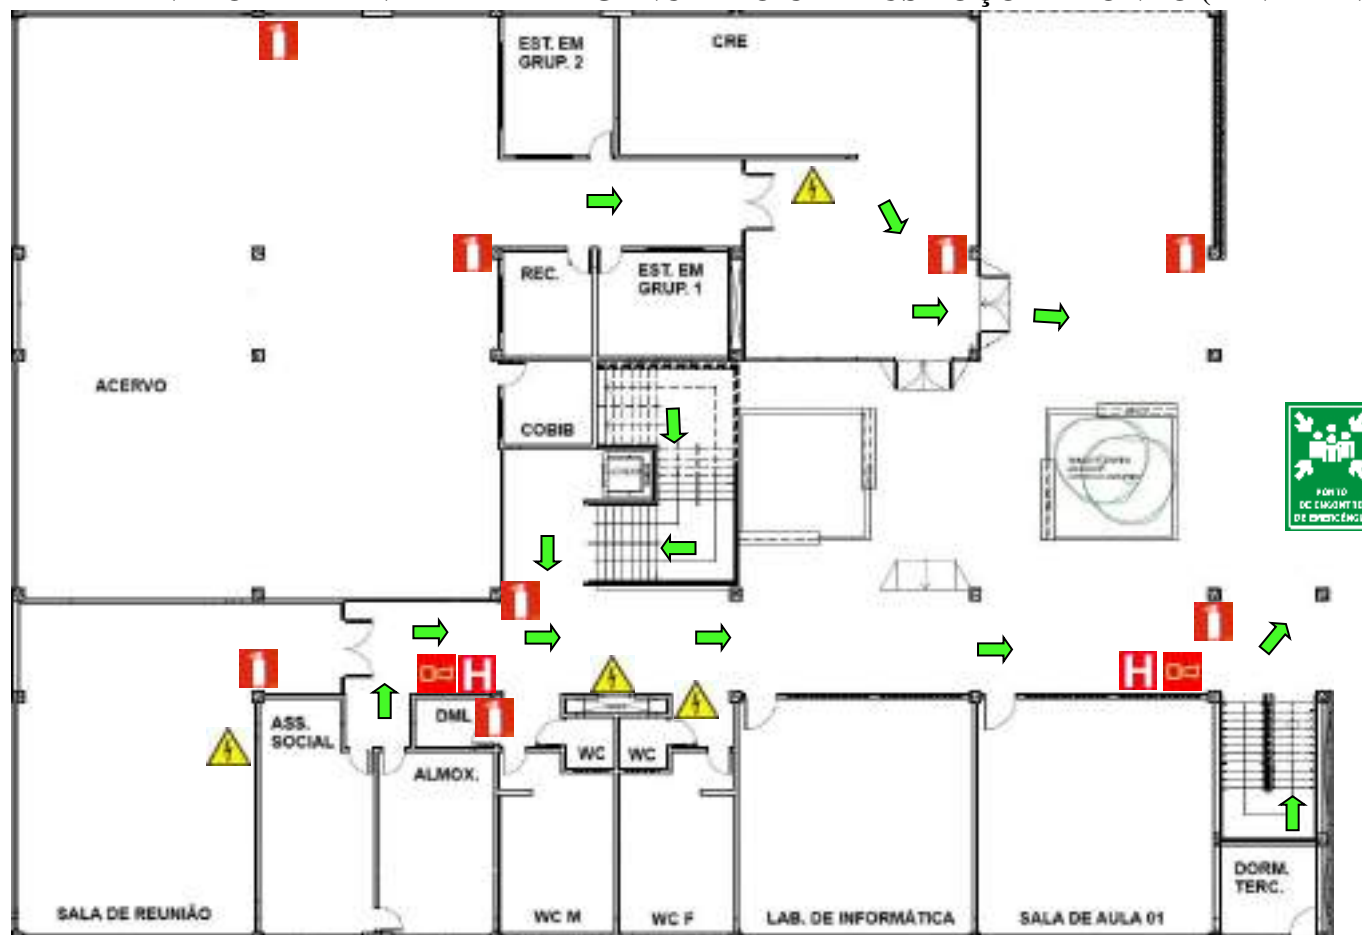 EST. EM
GRUP. 2
CRE
REC.
EST. EM
GRUP. 1
ACERVO
COBIB
PONTO
DE ENCONTRO
DE EMERGÊNCIA
H
H
ASS.
SOCIAL
DML
WC
WC
ALMOX.
DORM.
TERC.
SALA DE REUNIÃO
WC M
WC F
LAB. DE INFORMÁTICA
SALA DE AULA 01